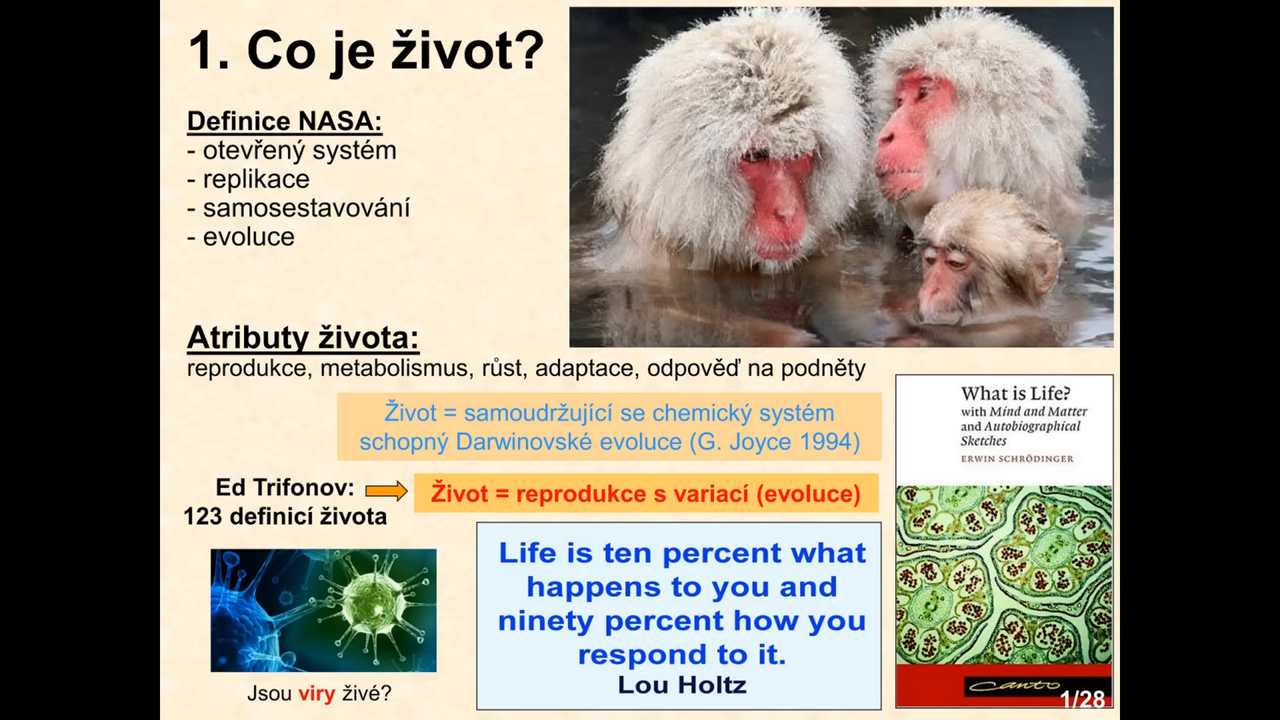 1. Co je život?
Definice NASA:
- otevřený systém
- replikace
- samosestavování
- evoluce
Atributy života:
reprodukce, metabolismus, růst, adaptace, odpověď na podněty
Život = samoudržující se chemický systém
schopný Darwinovské evoluce (G. Joyce 1994)
Ed Trifonov:
123 definicí života
Život = reprodukce s variací (evoluce)
Jsou viry živé?
Life is ten percent what
happens to you and
ninety percent how you
respond to it.
Lou Holtz
What is Life?
with Mind and Matter
and Autobiographical
Sketches
ERWIN SCHRÖDINGER
Canto
1/28